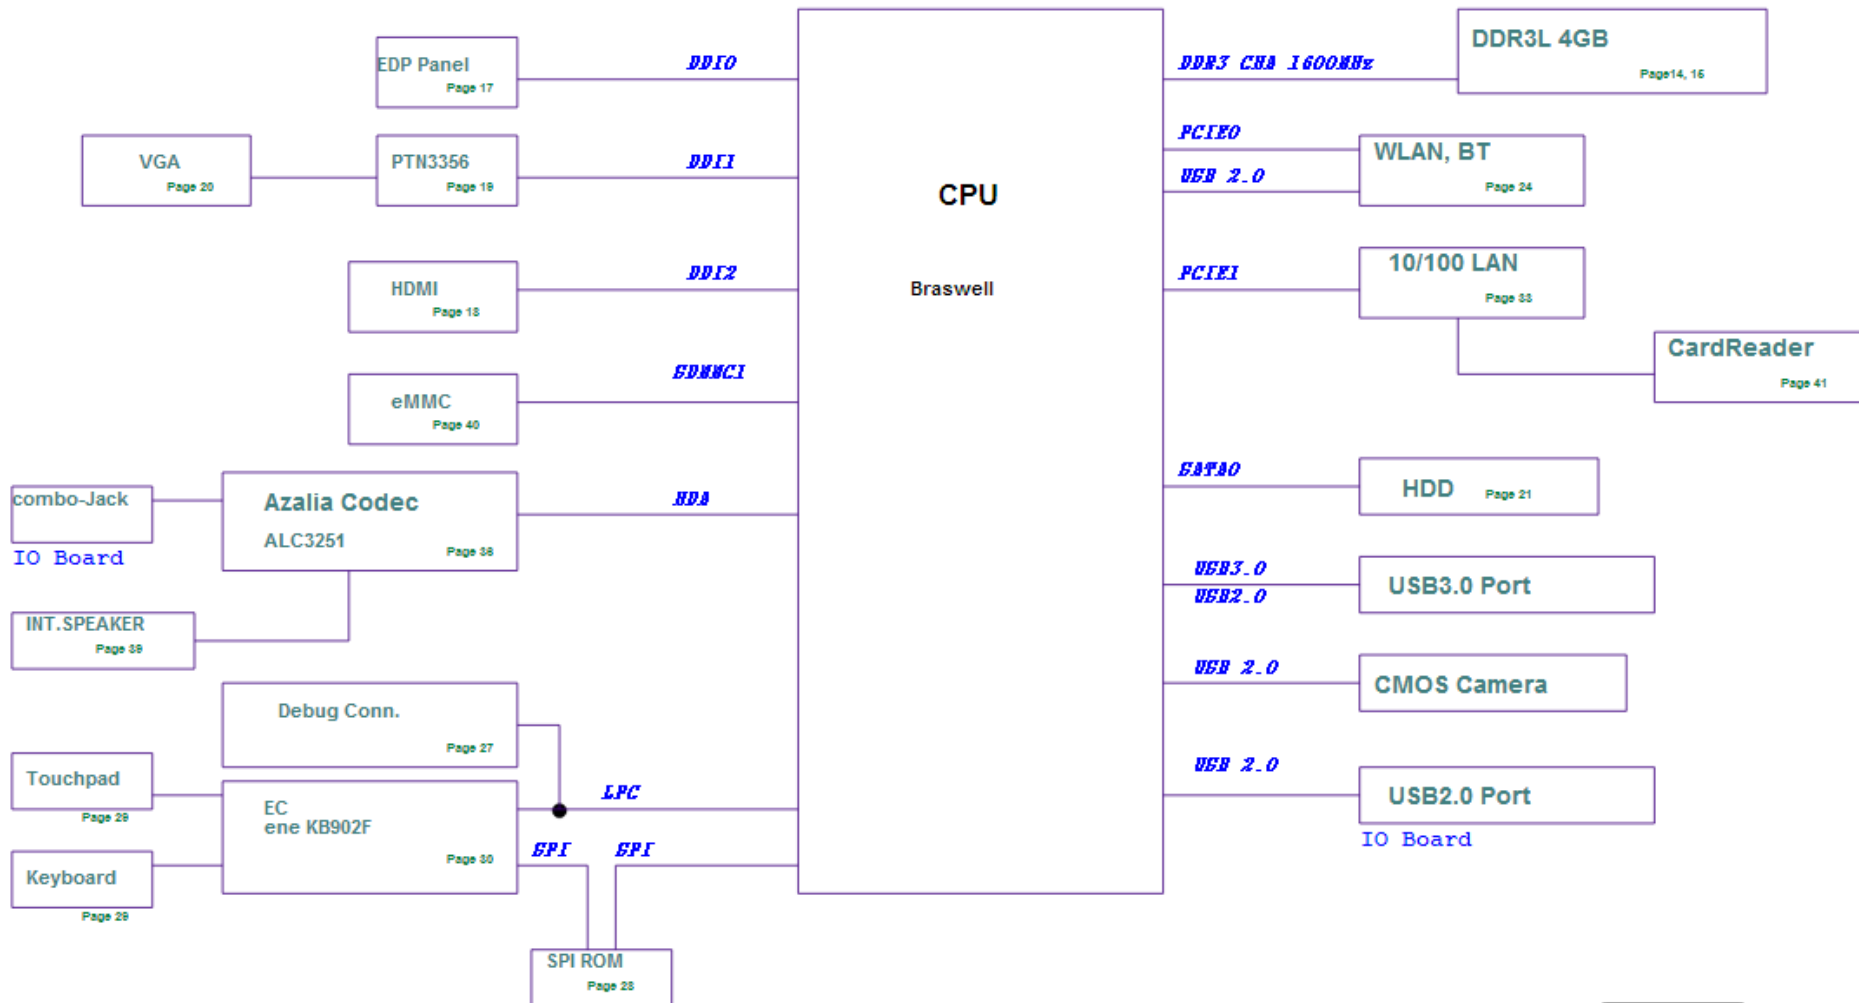 EDP Panel
Page 17
DDI0
VGA
Page 20
PTN3356
Page 19
DDI1
HDMI
Page 18
DDI2
eMMC
Page 40
SDMMC1
combo-Jack
IO Board
Azalia Codec
ALC3251
Page 36
HDA
INT.SPEAKER
Page 39
Debug Conn.
Page 27
Touchpad
Page 29
EC
ene KB902F
Page 30
LPC
Keyboard
Page 29
SPI
SPI
SPI ROM
Page 28
CPU
Braswell
DDR3 CHA 1600MHz
DDR3L 4GB
Page14, 15
PCIE0
USB 2.0
WLAN, BT
Page 24
PCIE1
10/100 LAN
Page 33
CardReader
Page 41
SATA0
HDD
Page 21
USB3.0
USB2.0
USB3.0 Port
USB 2.0
CMOS Camera
USB 2.0
USB2.0 Port
IO Board